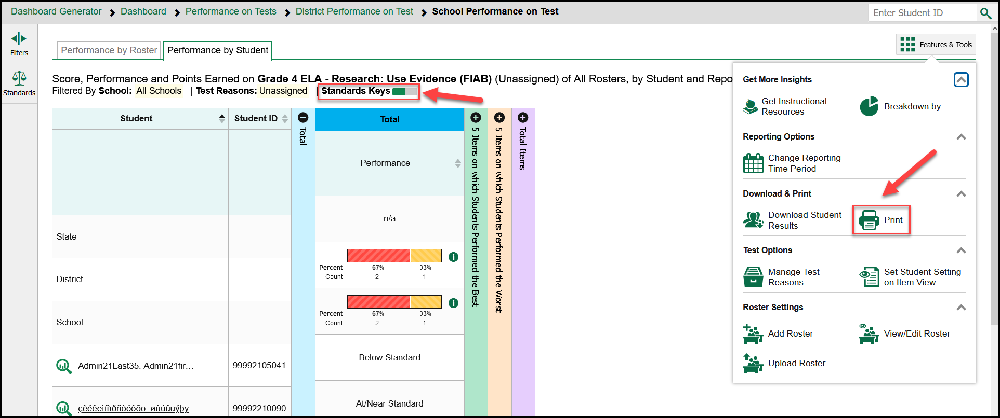 Dashboard Generator > Dashboard > Performance on Tests > District Performance on Test > School Performance on Test
Enter Student ID
Filters
Standards
Performance by Roster
Performance by Student
Features & Tools
Score, Performance and Points Earned on Grade 4 ELA - Research: Use Evidence (FIAB) (Unassigned) of All Rosters, by Student and Repo
Filtered By School: All Schools | Test Reasons: Unassigned | Standards Keys
Student
Student ID
Total
Total
5 Items on which Students Performed the Best
5 Items on which Students Performed the Worst
Total Items
Performance
n/a
State
Percent 67% 33%
Count 2 1
District
Percent 67% 33%
Count 2 1
School
Below Standard
Admin21Last35, Admin21fir…
99992105041
At/Near Standard
çèéêëìíîïðñòóôõö÷øùúûüýþÿ…
99992210090
Get More Insights
Get Instructional
Resources
Breakdown by
Reporting Options
Change Reporting
Time Period
Download & Print
Download Student
Results
Print
Test Options
Manage Test
Reasons
Set Student Setting
on Item View
Roster Settings
Add Roster
View/Edit Roster
Upload Roster